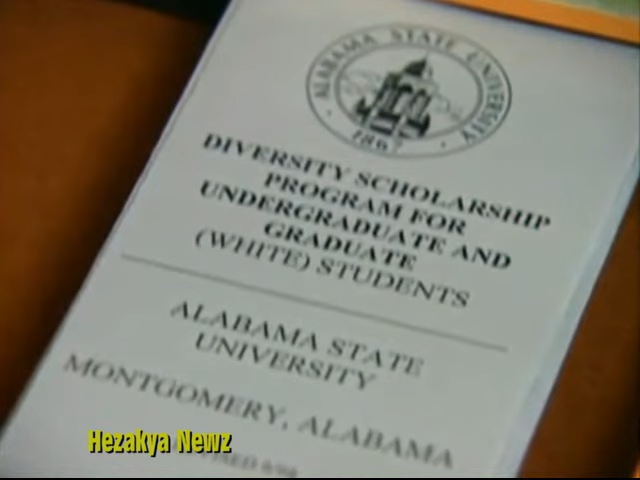 ALABAMA STATE UNIVERSITY
· 1867 ·
DIVERSITY SCHOLARSHIP
PROGRAM FOR
UNDERGRADUATE AND
GRADUATE
(WHITE) STUDENTS
ALABAMA STATE
UNIVERSITY
MONTGOMERY, ALABAMA
Hezakya Newz